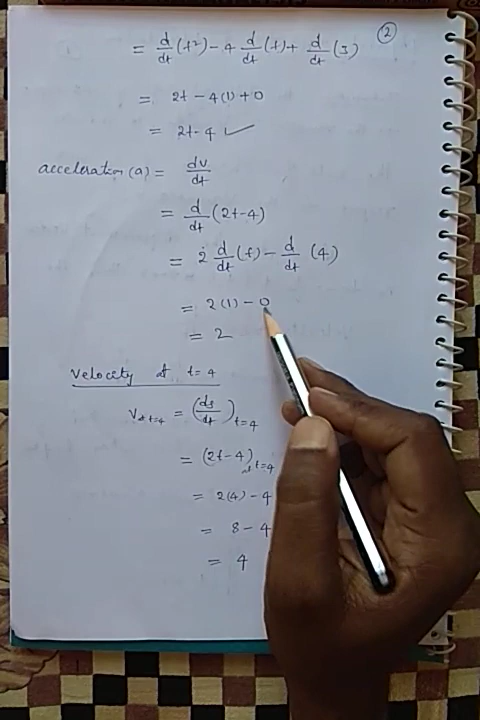 ②
= d/dt (t²) - 4 d/dt (t) + d/dt (3)
= 2t - 4(1) + 0
= 2t - 4 ✓
acceleration (a) = dv/dt
= d/dt (2t-4)
= 2 d/dt (t) - d/dt (4)
= 2(1) - 0
= 2
Velocity at t=4
V at t=4 = (ds/dt) t=4
= (2t-4) at t=4
= 2(4) - 4
= 8 - 4
= 4